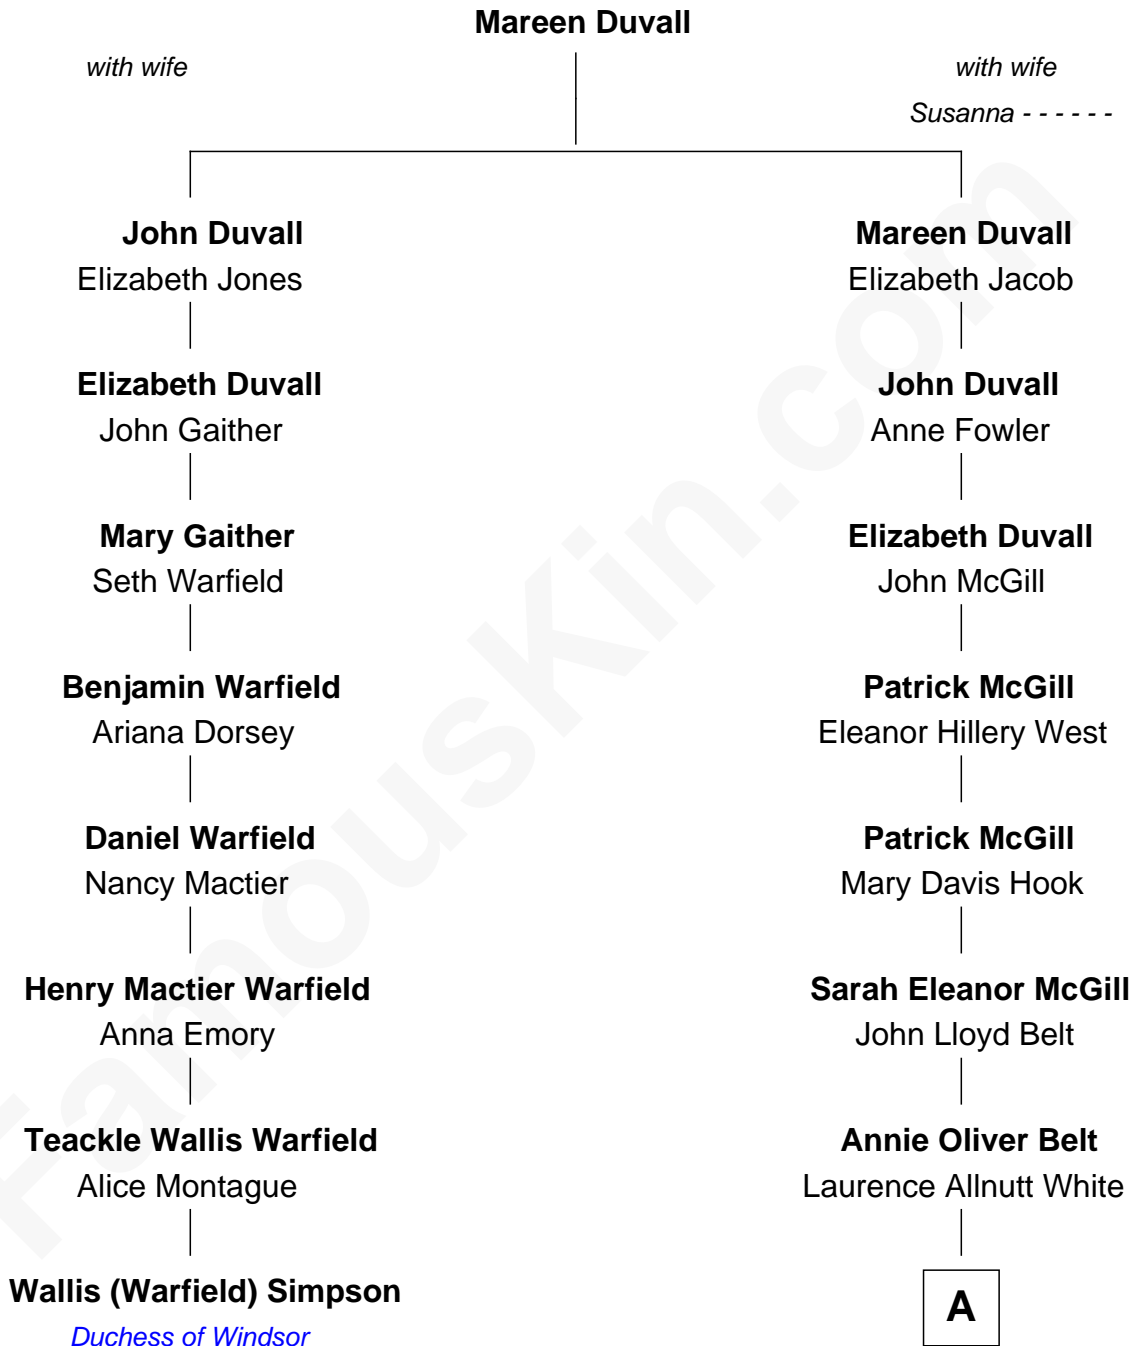 Mareen Duvall
with wife
with wife
Susanna - - - - - -
John Duvall
Elizabeth Jones
Mareen Duvall
Elizabeth Jacob
Elizabeth Duvall
John Gaither
John Duvall
Anne Fowler
Mary Gaither
Seth Warfield
Elizabeth Duvall
John McGill
Benjamin Warfield
Ariana Dorsey
Patrick McGill
Eleanor Hillery West
Daniel Warfield
Nancy Mactier
Patrick McGill
Mary Davis Hook
Henry Mactier Warfield
Anna Emory
Sarah Eleanor McGill
John Lloyd Belt
Teackle Wallis Warfield
Alice Montague
Annie Oliver Belt
Laurence Allnutt White
Wallis (Warfield) Simpson
Duchess of Windsor
A
FamousKin.com